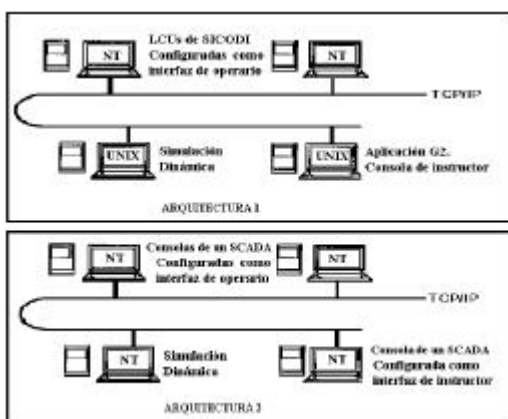 LCUs de SICODI
NT
Configuradas como
interfaz de operario
NT
TCP/IP
UNIX
Simulación
Dinámica
UNIX
Aplicación G2.
Consola de instructor
ARQUITECTURA 1
Consolas de un SCADA
NT
Configuradas como
interfaz de operario
NT
TCP/IP
NT
Simulación
Dinámica
NT
Consola de un SCADA
Configurada como
interfaz de instructor
ARQUITECTURA